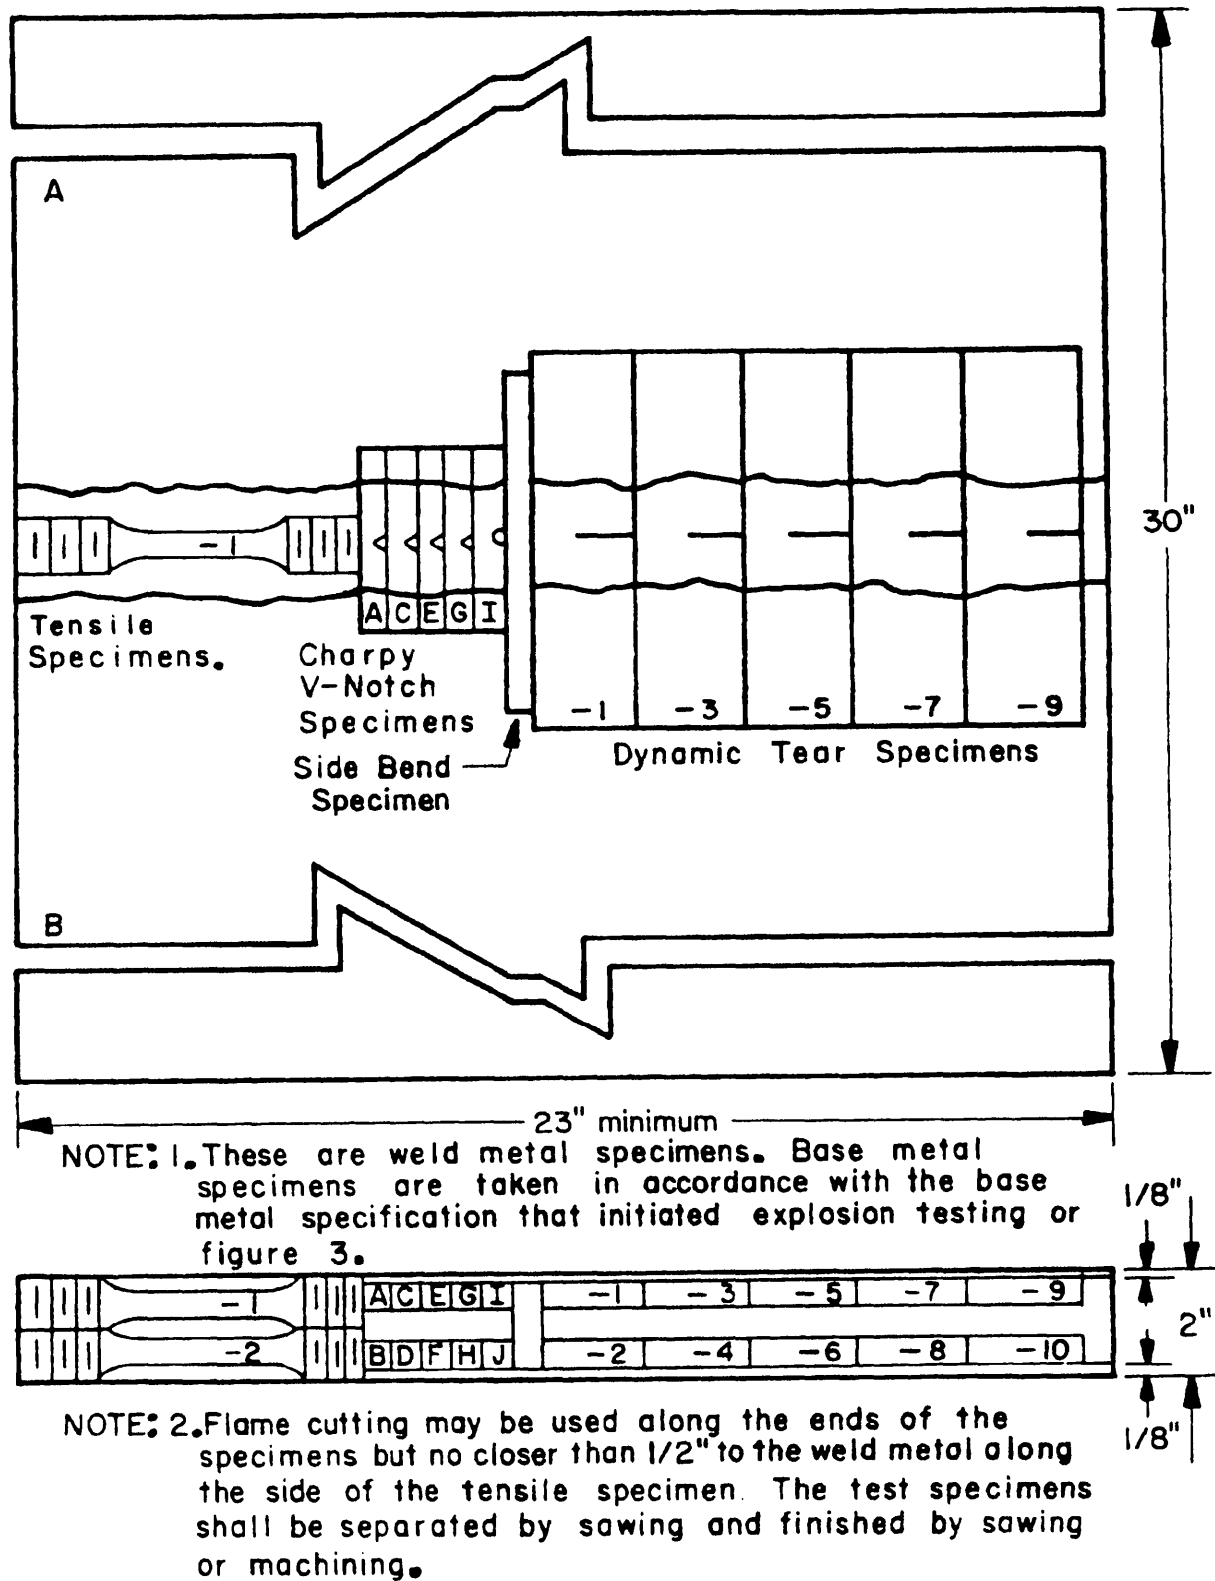 A
30"
-1
A C E G I
Tensile
Specimens.
Charpy
V-Notch
Specimens
-1 -3 -5 -7 -9
Dynamic Tear Specimens
Side Bend
Specimen
B
23" minimum
NOTE: 1. These are weld metal specimens. Base metal
specimens are taken in accordance with the base
metal specification that initiated explosion testing or
figure 3.
1/8"
-1 A C E G I -1 -3 -5 -7 -9
2"
-2 B D F H J -2 -4 -6 -8 -10
1/8"
NOTE: 2. Flame cutting may be used along the ends of the
specimens but no closer than 1/2" to the weld metal along
the side of the tensile specimen. The test specimens
shall be separated by sawing and finished by sawing
or machining.